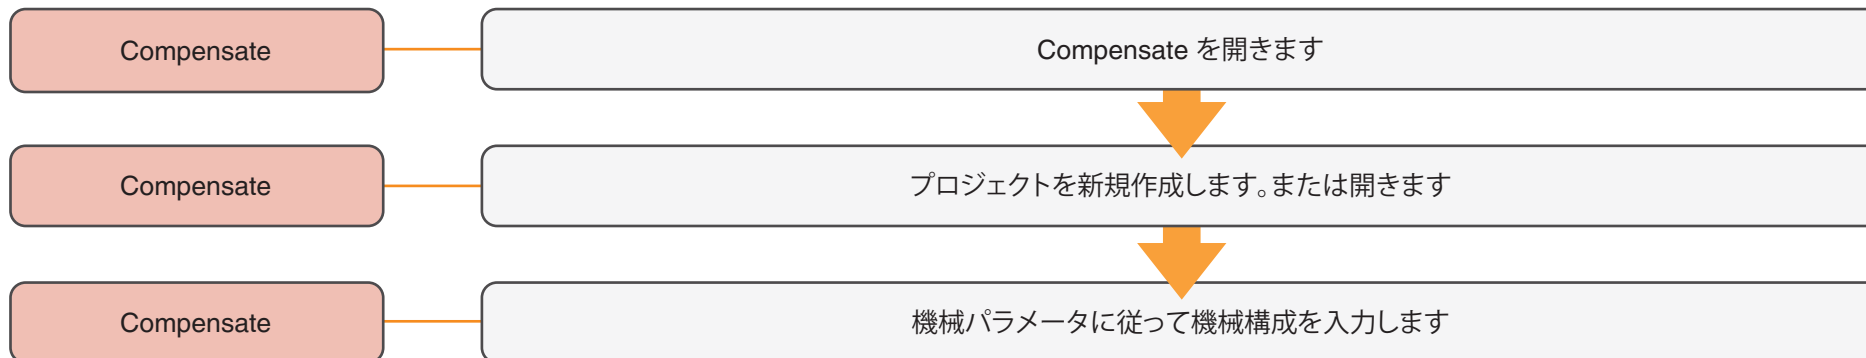 Compensate
Compensate を開きます
Compensate
プロジェクトを新規作成します。または開きます
Compensate
機械パラメータに従って機械構成を入力します